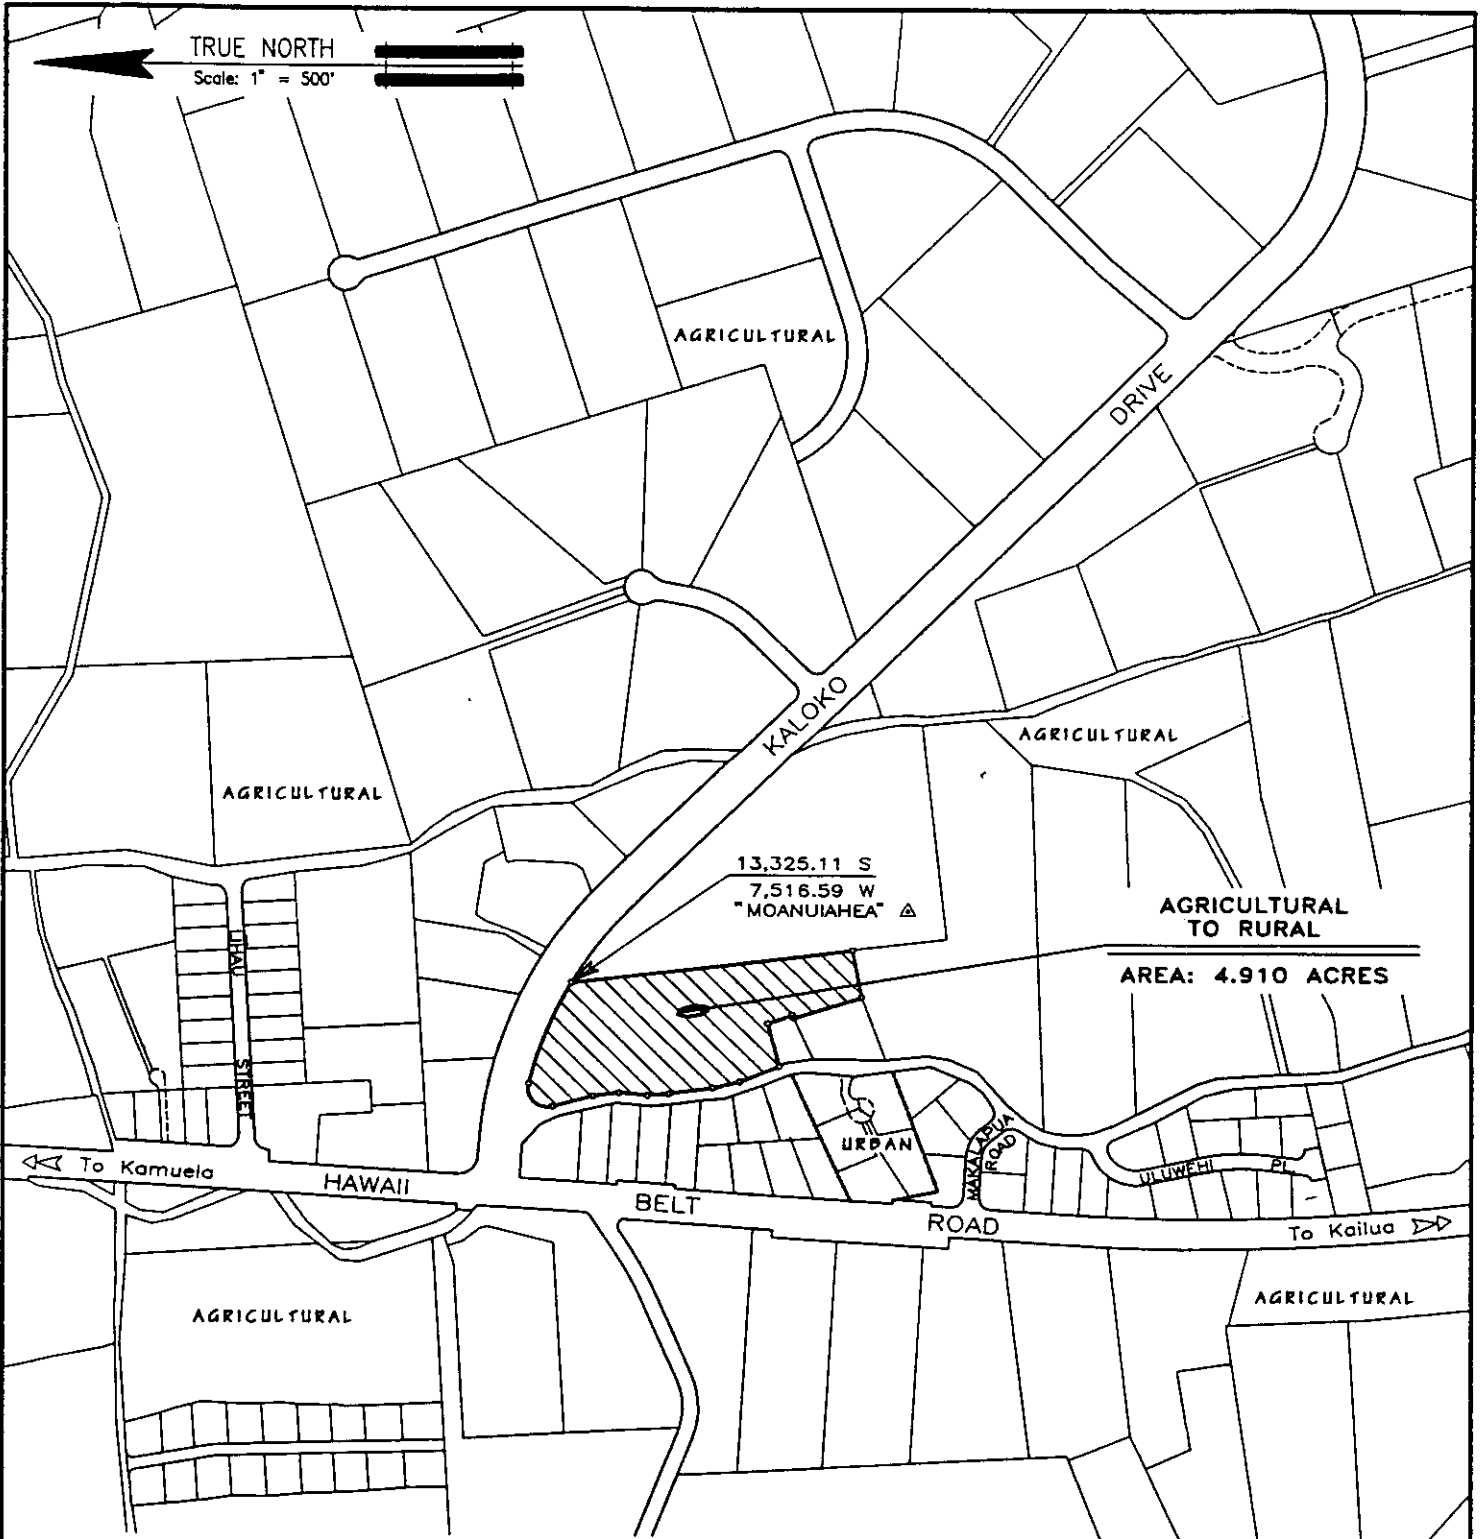 TRUE NORTH
Scale: 1" = 500'
AGRICULTURAL
DRIVE
KALOKO
AGRICULTURAL
AGRICULTURAL
13,325.11 S
7,516.59 W
"MOANUIAHEA"
AGRICULTURAL
TO RURAL
AREA: 4.910 ACRES
LIHAU
STREET
URBAN
MAKALAPUA
ROAD
ULUWEHI PL.
To Kamuela
HAWAII
BELT
ROAD
To Kailua
AGRICULTURAL
AGRICULTURAL